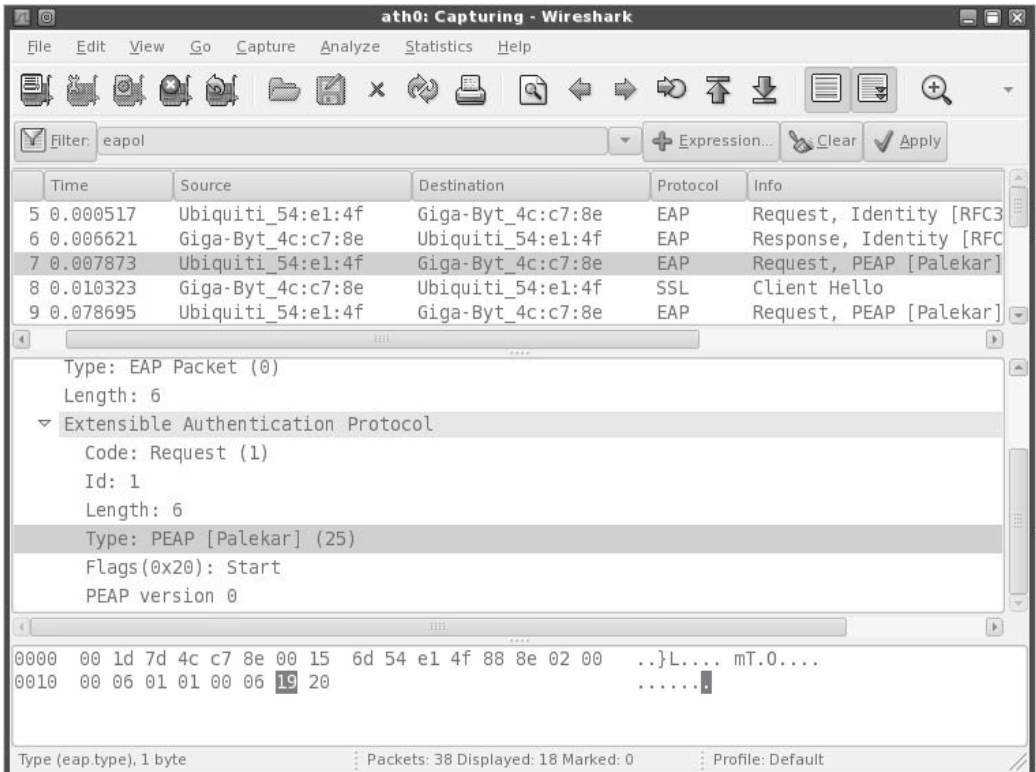 ath0: Capturing - Wireshark
File Edit View Go Capture Analyze Statistics Help
Filter: eapol Expression... Clear Apply
Time Source Destination Protocol Info
5 0.000517 Ubiquiti_54:e1:4f Giga-Byt_4c:c7:8e EAP Request, Identity [RFC3
6 0.006621 Giga-Byt_4c:c7:8e Ubiquiti_54:e1:4f EAP Response, Identity [RFC
7 0.007873 Ubiquiti_54:e1:4f Giga-Byt_4c:c7:8e EAP Request, PEAP [Palekar]
8 0.010323 Giga-Byt_4c:c7:8e Ubiquiti_54:e1:4f SSL Client Hello
9 0.078695 Ubiquiti_54:e1:4f Giga-Byt_4c:c7:8e EAP Request, PEAP [Palekar]
Type: EAP Packet (0)
Length: 6
Extensible Authentication Protocol
Code: Request (1)
Id: 1
Length: 6
Type: PEAP [Palekar] (25)
Flags(0x20): Start
PEAP version 0
0000 00 1d 7d 4c c7 8e 00 15 6d 54 e1 4f 88 8e 02 00 ..}L.... mT.O....
0010 00 06 01 01 00 06 19 20 ........
Type (eap.type), 1 byte Packets: 38 Displayed: 18 Marked: 0 Profile: Default